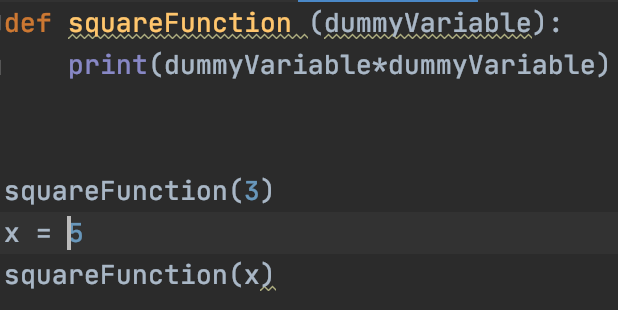 def squareFunction (dummyVariable):
    print(dummyVariable*dummyVariable)
squareFunction(3)
x = 5
squareFunction(x)